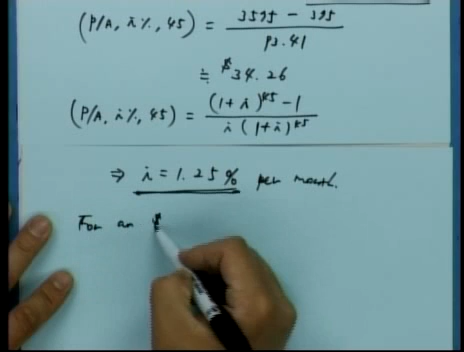 (P/A, i%, 45) = (3595 - 395) / 93.41
≒ $34.26
(P/A, i%, 45) = ((1+i)^45 - 1) / (i(1+i)^45)
⇒ i = 1.25% per month.
For an $